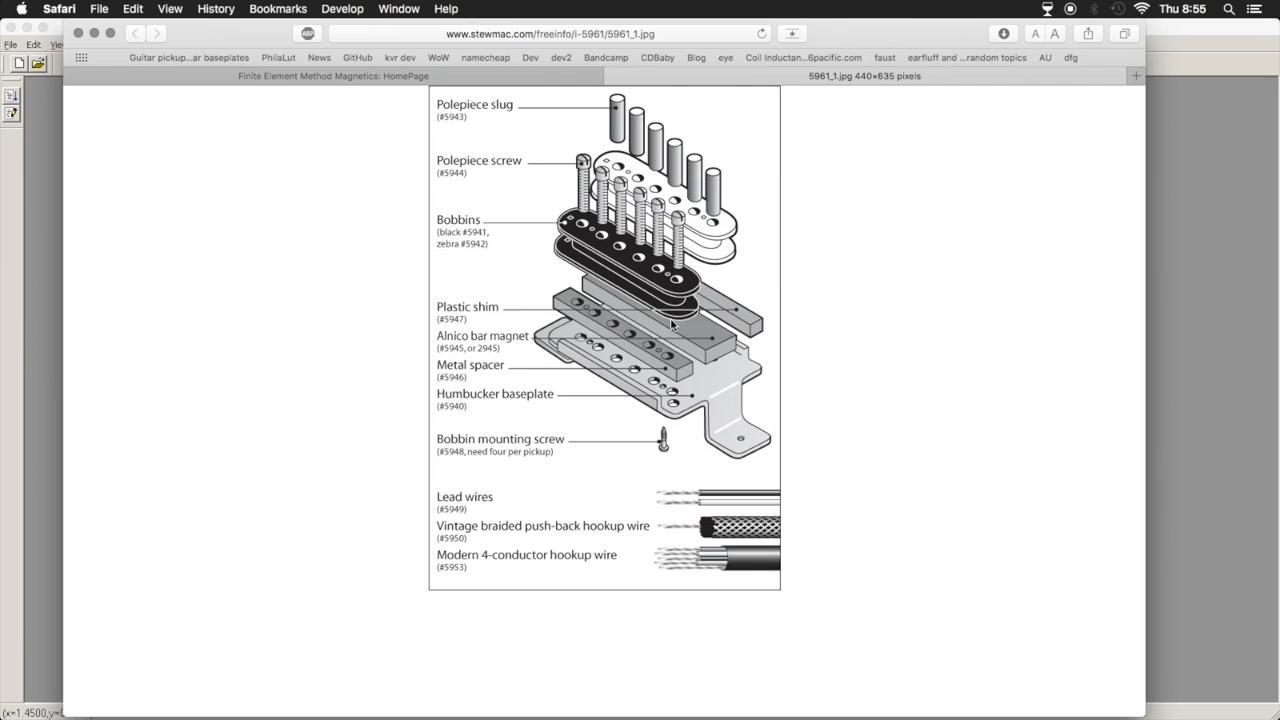 Safari File Edit View History Bookmarks Develop Window Help Thu 8:55
www.stewmac.com/freeinfo/i-5961/5961_1.jpg
ABP
A A
File Edit
Guitar pickup...ar baseplates PhilaLut News GitHub kvr dev WoW namecheap Dev dev2 Bandcamp CDBaby Blog eye Coil Inductan...6pacific.com faust earfluff and...random topics AU dfg
Finite Element Method Magnetics: HomePage 5961_1.jpg 440×635 pixels
Polepiece slug
(#5943)
Polepiece screw
(#5944)
Bobbins
(black #5941,
zebra #5942)
Plastic shim
(#5947)
Alnico bar magnet
(#5945, or 2945)
Metal spacer
(#5946)
Humbucker baseplate
(#5940)
Bobbin mounting screw
(#5948, need four per pickup)
Lead wires
(#5949)
Vintage braided push-back hookup wire
(#5950)
Modern 4-conductor hookup wire
(#5953)